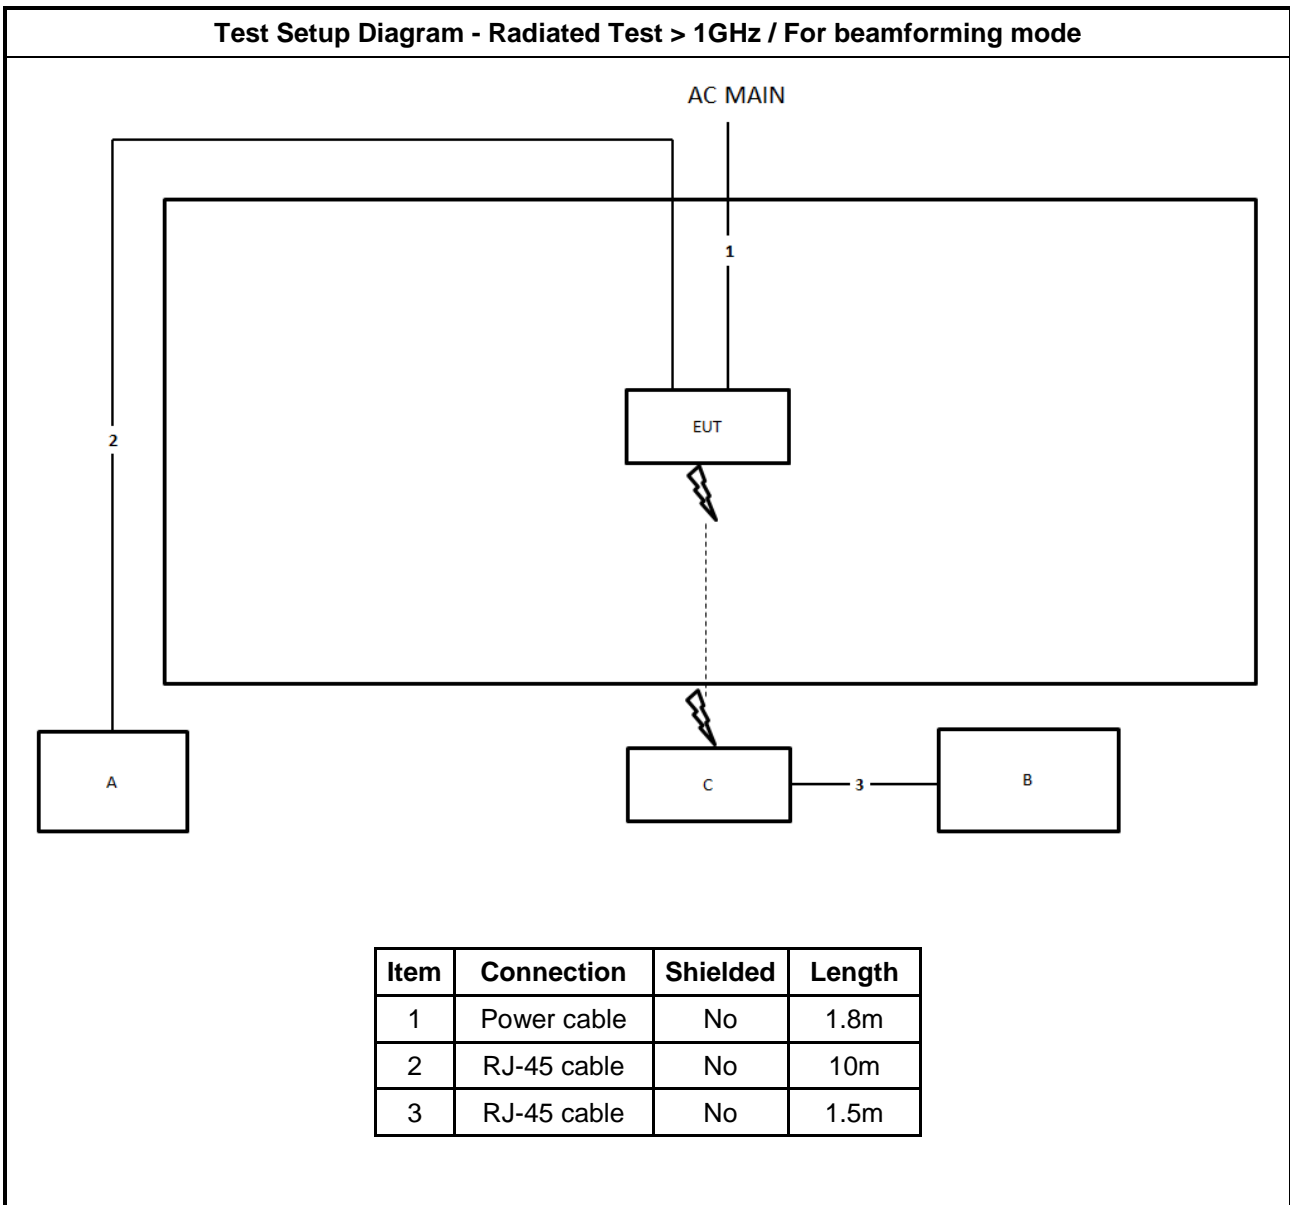 Test Setup Diagram - Radiated Test > 1GHz / For beamforming mode
AC MAIN
1
2
EUT
A
C
3
B
Item Connection Shielded Length
1 Power cable No 1.8m
2 RJ-45 cable No 10m
3 RJ-45 cable No 1.5m